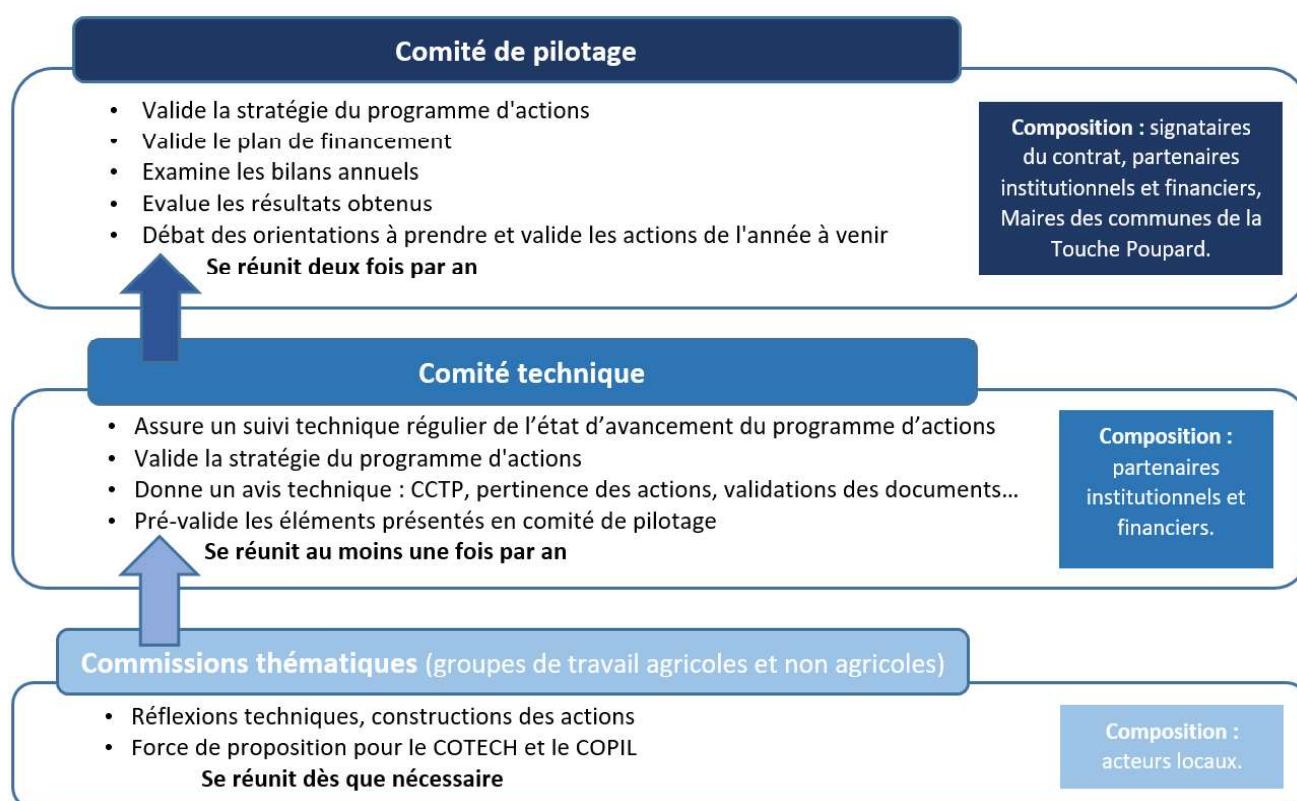 Comité de pilotage
• Valide la stratégie du programme d'actions
• Valide le plan de financement
• Examine les bilans annuels
• Evalue les résultats obtenus
• Débat des orientations à prendre et valide les actions de l'année à venir
Se réunit deux fois par an
Composition : signataires
du contrat, partenaires
institutionnels et financiers,
Maires des communes de la
Touche Poupard.
Comité technique
• Assure un suivi technique régulier de l’état d’avancement du programme d’actions
• Valide la stratégie du programme d'actions
• Donne un avis technique : CCTP, pertinence des actions, validations des documents…
• Pré-valide les éléments présentés en comité de pilotage
Se réunit au moins une fois par an
Composition :
partenaires
institutionnels et
financiers.
Commissions thématiques (groupes de travail agricoles et non agricoles)
• Réflexions techniques, constructions des actions
• Force de proposition pour le COTECH et le COPIL
Se réunit dès que nécessaire
Composition :
acteurs locaux.